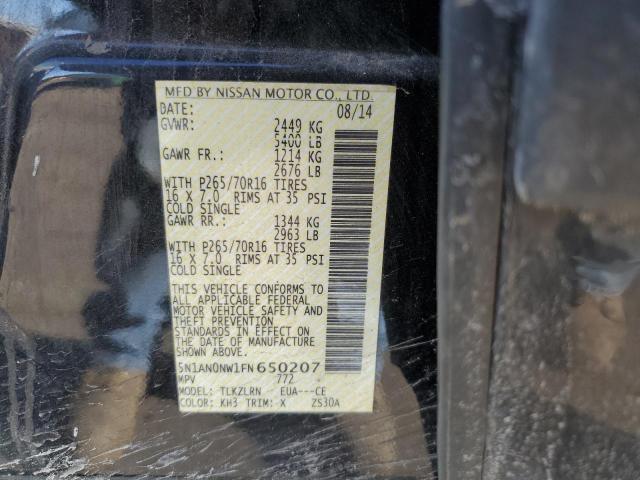 MFD BY NISSAN MOTOR CO., LTD.
DATE: 08/14
GVWR: 2449 KG
5400 LB
GAWR FR.: 1214 KG
2676 LB
WITH P265/70R16 TIRES
16 X 7.0 RIMS AT 35 PSI
COLD SINGLE
GAWR RR.: 1344 KG
2963 LB
WITH P265/70R16 TIRES
16 X 7.0 RIMS AT 35 PSI
COLD SINGLE
THIS VEHICLE CONFORMS TO
ALL APPLICABLE FEDERAL
MOTOR VEHICLE SAFETY AND
THEFT PREVENTION
STANDARDS IN EFFECT ON
THE DATE OF MANUFACTURE
SHOWN ABOVE.
5N1AN0NW1FN650207
MPV 772
MODEL: TLKZLRN EUA---CE
COLOR: KH3 TRIM: X ZS30A